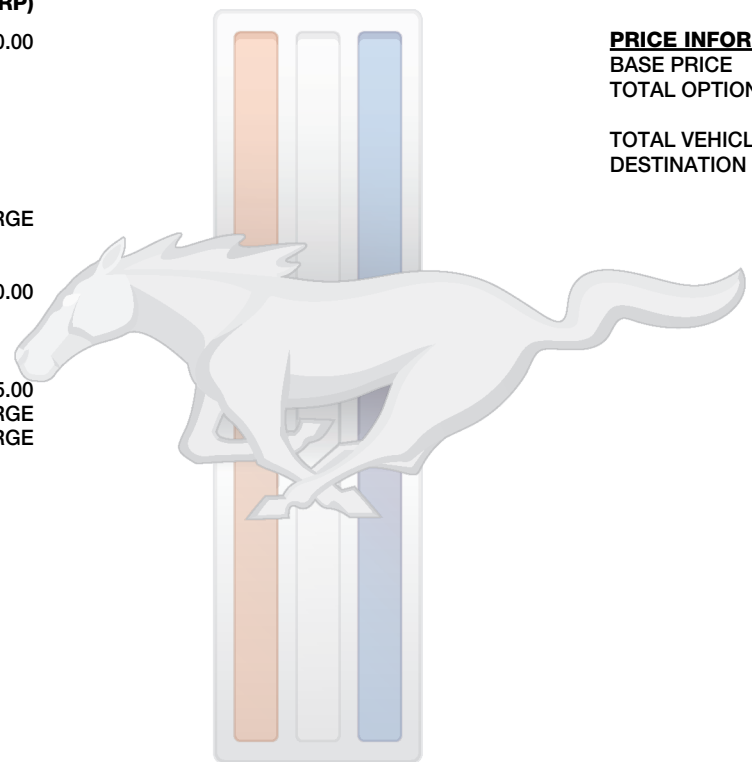 RP)
0.00
RGE
0.00
5.00
RGE
RGE
PRICE INFOR
BASE PRICE
TOTAL OPTION
TOTAL VEHICL
DESTINATION